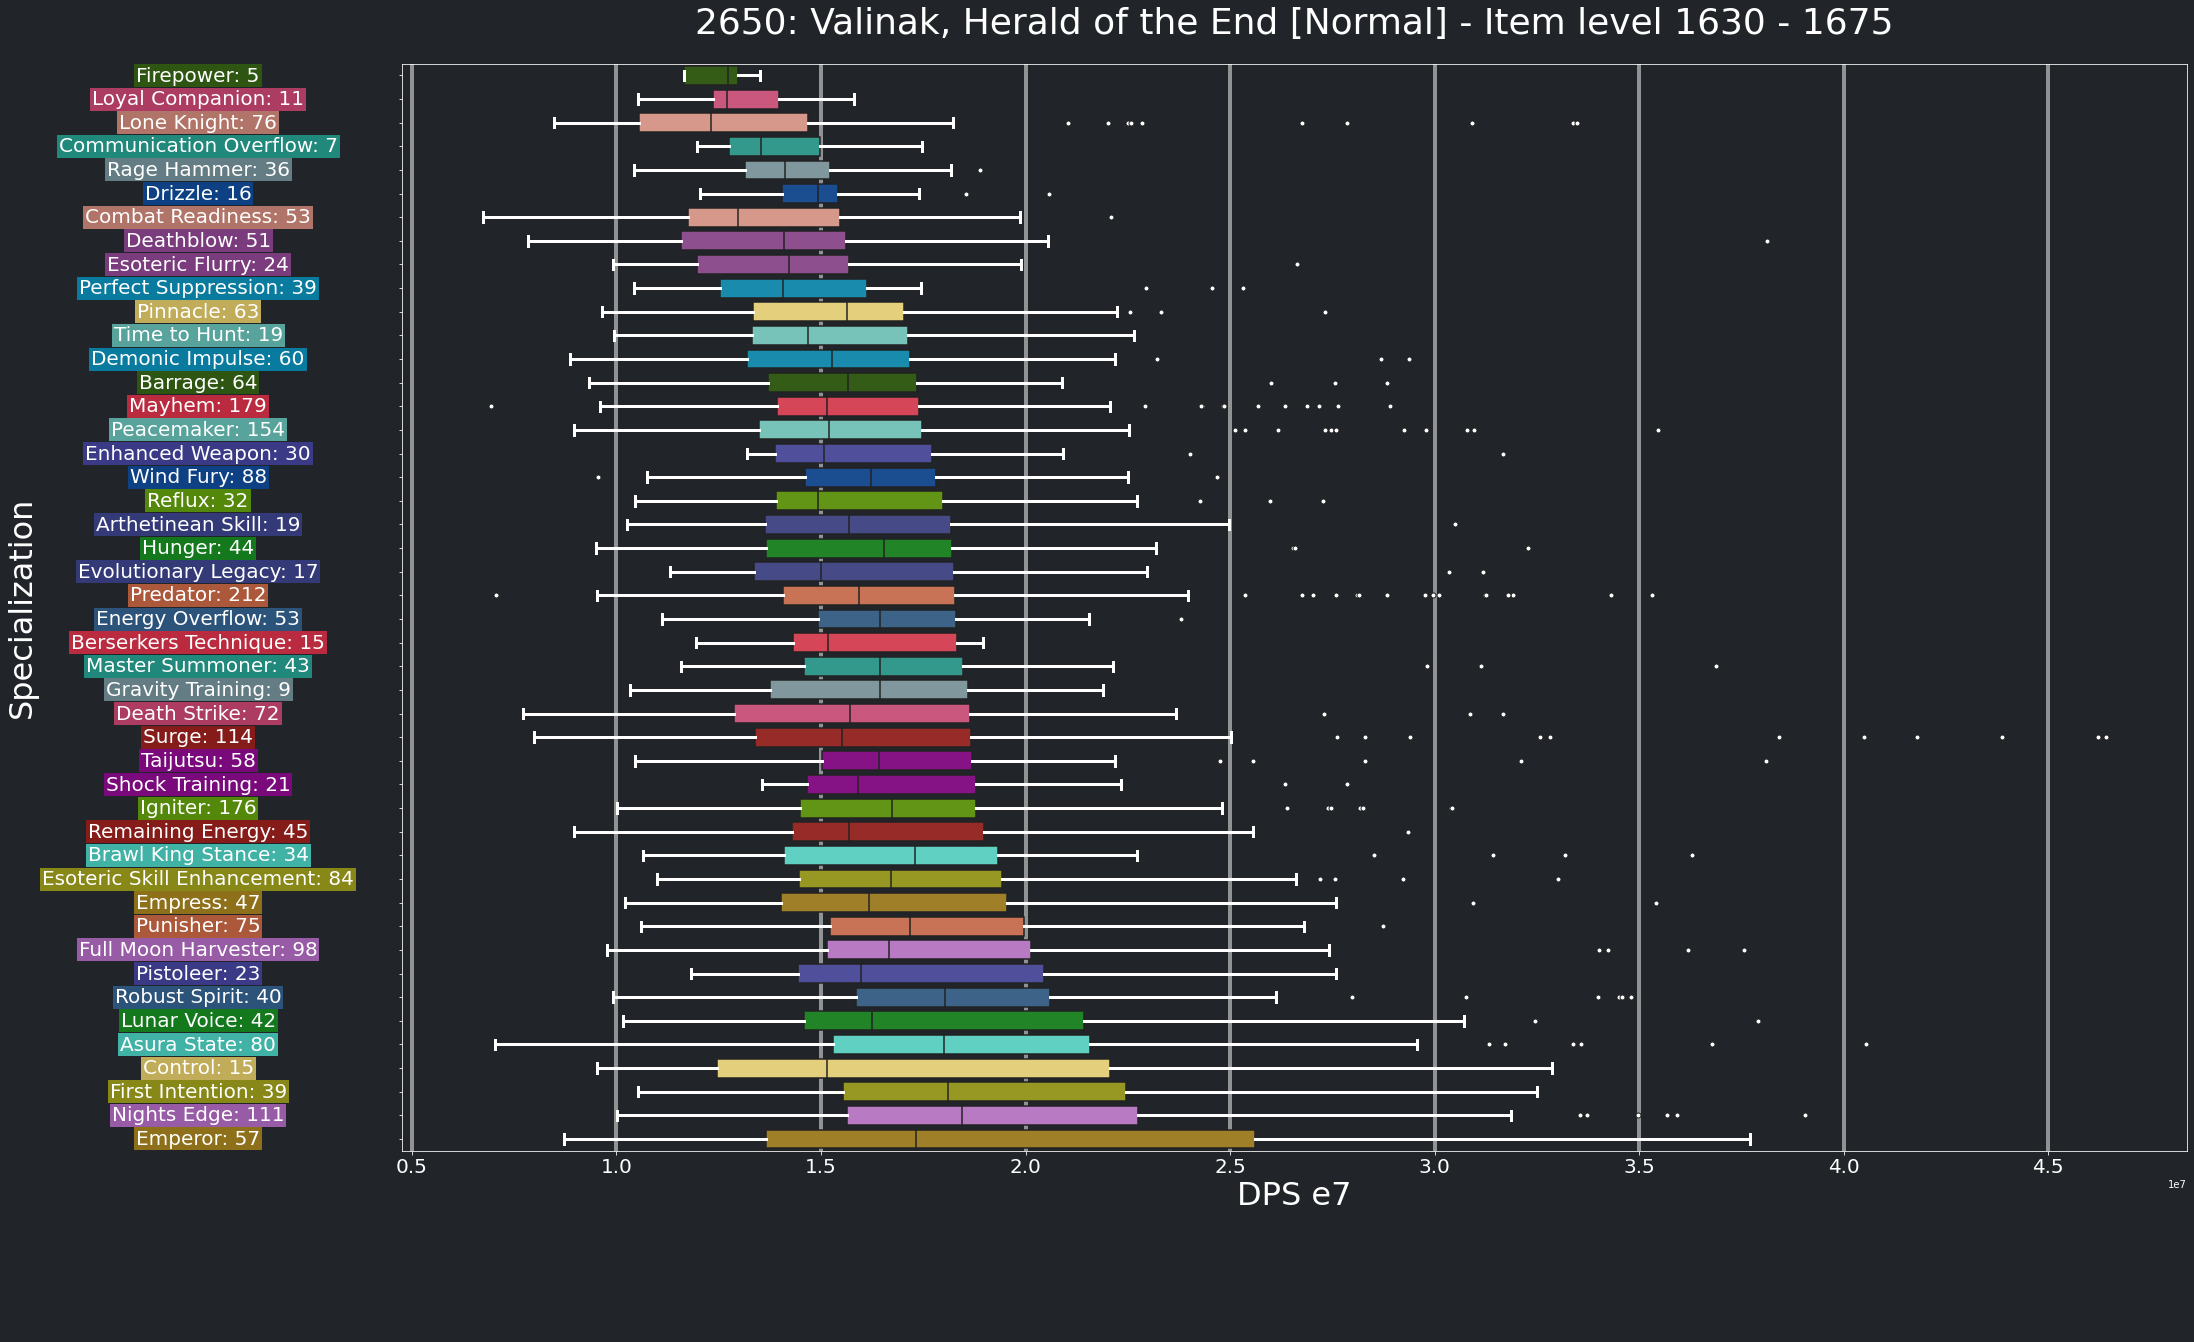 2650: Valinak, Herald of the End [Normal] - Item level 1630 - 1675
Specialization
Firepower: 5
Loyal Companion: 11
Lone Knight: 76
Communication Overflow: 7
Rage Hammer: 36
Drizzle: 16
Combat Readiness: 53
Deathblow: 51
Esoteric Flurry: 24
Perfect Suppression: 39
Pinnacle: 63
Time to Hunt: 19
Demonic Impulse: 60
Barrage: 64
Mayhem: 179
Peacemaker: 154
Enhanced Weapon: 30
Wind Fury: 88
Reflux: 32
Arthetinean Skill: 19
Hunger: 44
Evolutionary Legacy: 17
Predator: 212
Energy Overflow: 53
Berserkers Technique: 15
Master Summoner: 43
Gravity Training: 9
Death Strike: 72
Surge: 114
Taijutsu: 58
Shock Training: 21
Igniter: 176
Remaining Energy: 45
Brawl King Stance: 34
Esoteric Skill Enhancement: 84
Empress: 47
Punisher: 75
Full Moon Harvester: 98
Pistoleer: 23
Robust Spirit: 40
Lunar Voice: 42
Asura State: 80
Control: 15
First Intention: 39
Nights Edge: 111
Emperor: 57
0.5 1.0 1.5 2.0 2.5 3.0 3.5 4.0 4.5
1e7
DPS e7